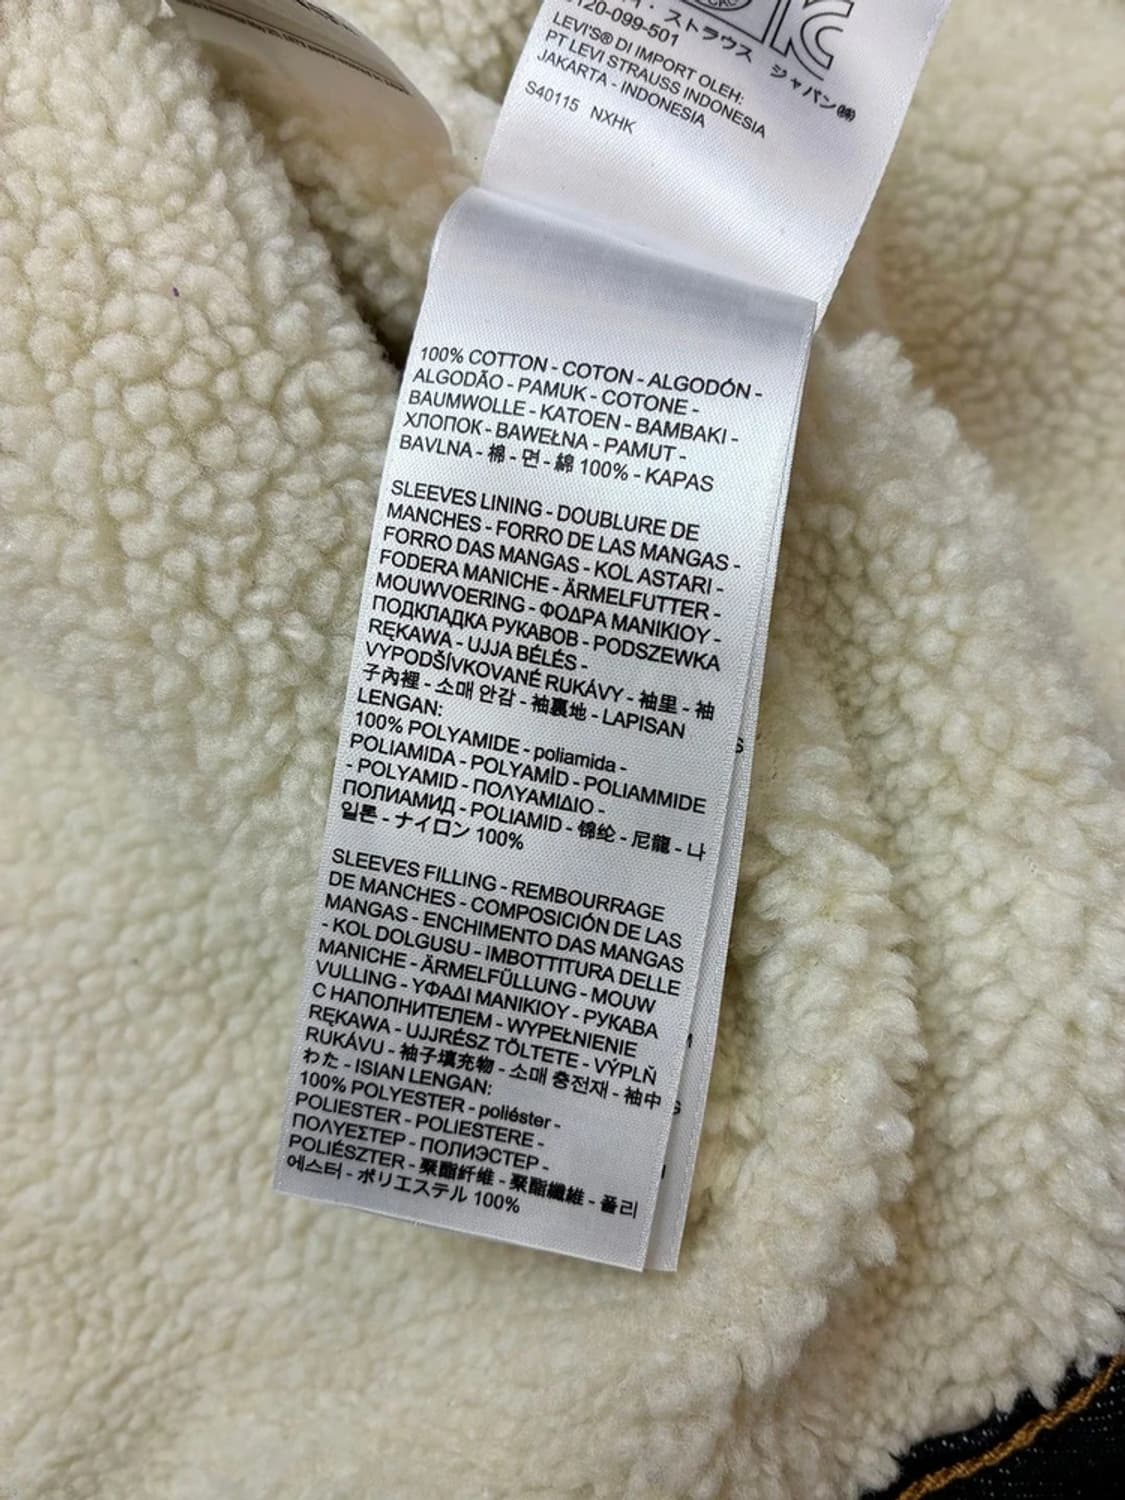 ストラウス ジャパン㈱
0120-099-501
LEVI'S® DI IMPORT OLEH:
PT LEVI STRAUSS INDONESIA
JAKARTA - INDONESIA
S40115 NXHK
100% COTTON - COTON - ALGODÓN -
ALGODÃO - PAMUK - COTONE -
BAUMWOLLE - KATOEN - BAMBAKI -
ХЛОПОК - BAWEŁNA - PAMUT -
BAVLNA - 棉 - 면 - 綿 100% - KAPAS
SLEEVES LINING - DOUBLURE DE
MANCHES - FORRO DE LAS MANGAS -
FORRO DAS MANGAS - KOL ASTARI -
FODERA MANICHE - ÄRMELFUTTER -
MOUWVOERING - ΦΟΔΡΑ ΜΑΝΙΚΙΟΥ -
ПОДКЛАДКА РУКАВОВ - PODSZEWKA
RĘKAWA - UJJA BÉLÉS -
VYPODŠÍVKOVANÉ RUKÁVY - 袖里 - 袖
子內裡 - 소매 안감 - 袖裏地 - LAPISAN
LENGAN:
100% POLYAMIDE - poliamida -
POLIAMIDA - POLYAMİD - POLIAMMIDE
- POLYAMID - ΠΟΛΥΑΜΙΔΙΟ -
ПОЛИАМИД - POLIAMID - 锦纶 - 尼龍 - 나
일론 - ナイロン 100%
SLEEVES FILLING - REMBOURRAGE
DE MANCHES - COMPOSICIÓN DE LAS
MANGAS - ENCHIMENTO DAS MANGAS
- KOL DOLGUSU - IMBOTTITURA DELLE
MANICHE - ÄRMELFÜLLUNG - MOUW
VULLING - ΥΦΑΔΙ ΜΑΝΙΚΙΟΥ - РУКАВА
С НАПОЛНИТЕЛЕМ - WYPEŁNIENIE
RĘKAWA - UJJRÉSZ TÖLTETE - VÝPLŇ
RUKÁVU - 袖子填充物 - 소매 충전재 - 袖中
わた - ISIAN LENGAN:
100% POLYESTER - poliéster -
POLIESTER - POLIESTERE -
ΠΟΛΥΕΣΤΕΡ - ПОЛИЭСТЕР -
POLIÉSZTER - 聚酯纤维 - 聚酯纖維 - 폴리
에스터 - ポリエステル 100%